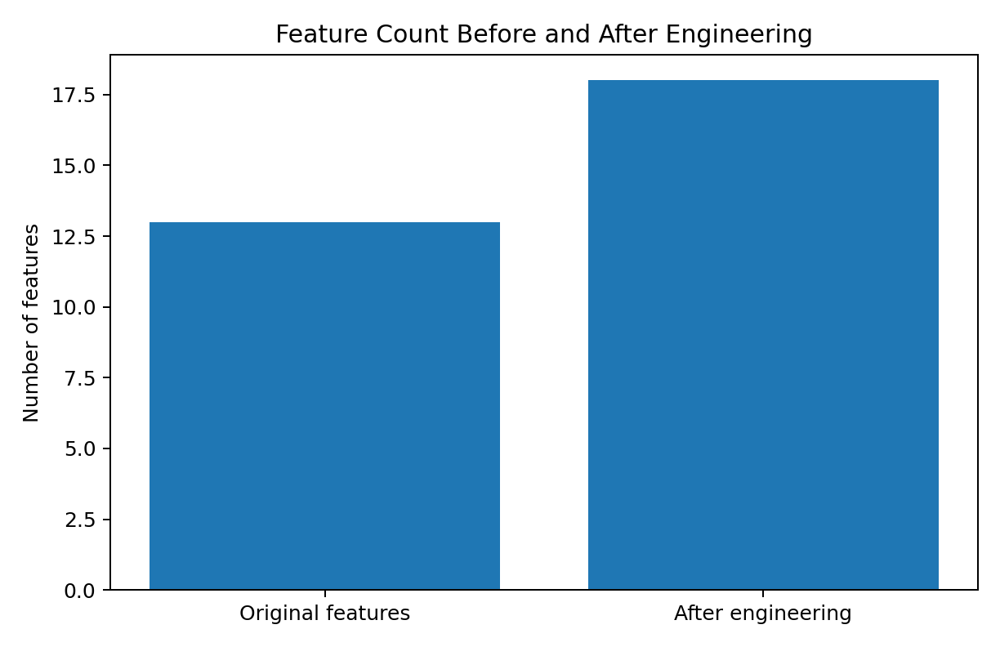 Feature Count Before and After Engineering
Number of features
17.5
15.0
12.5
10.0
7.5
5.0
2.5
0.0
Original features
After engineering